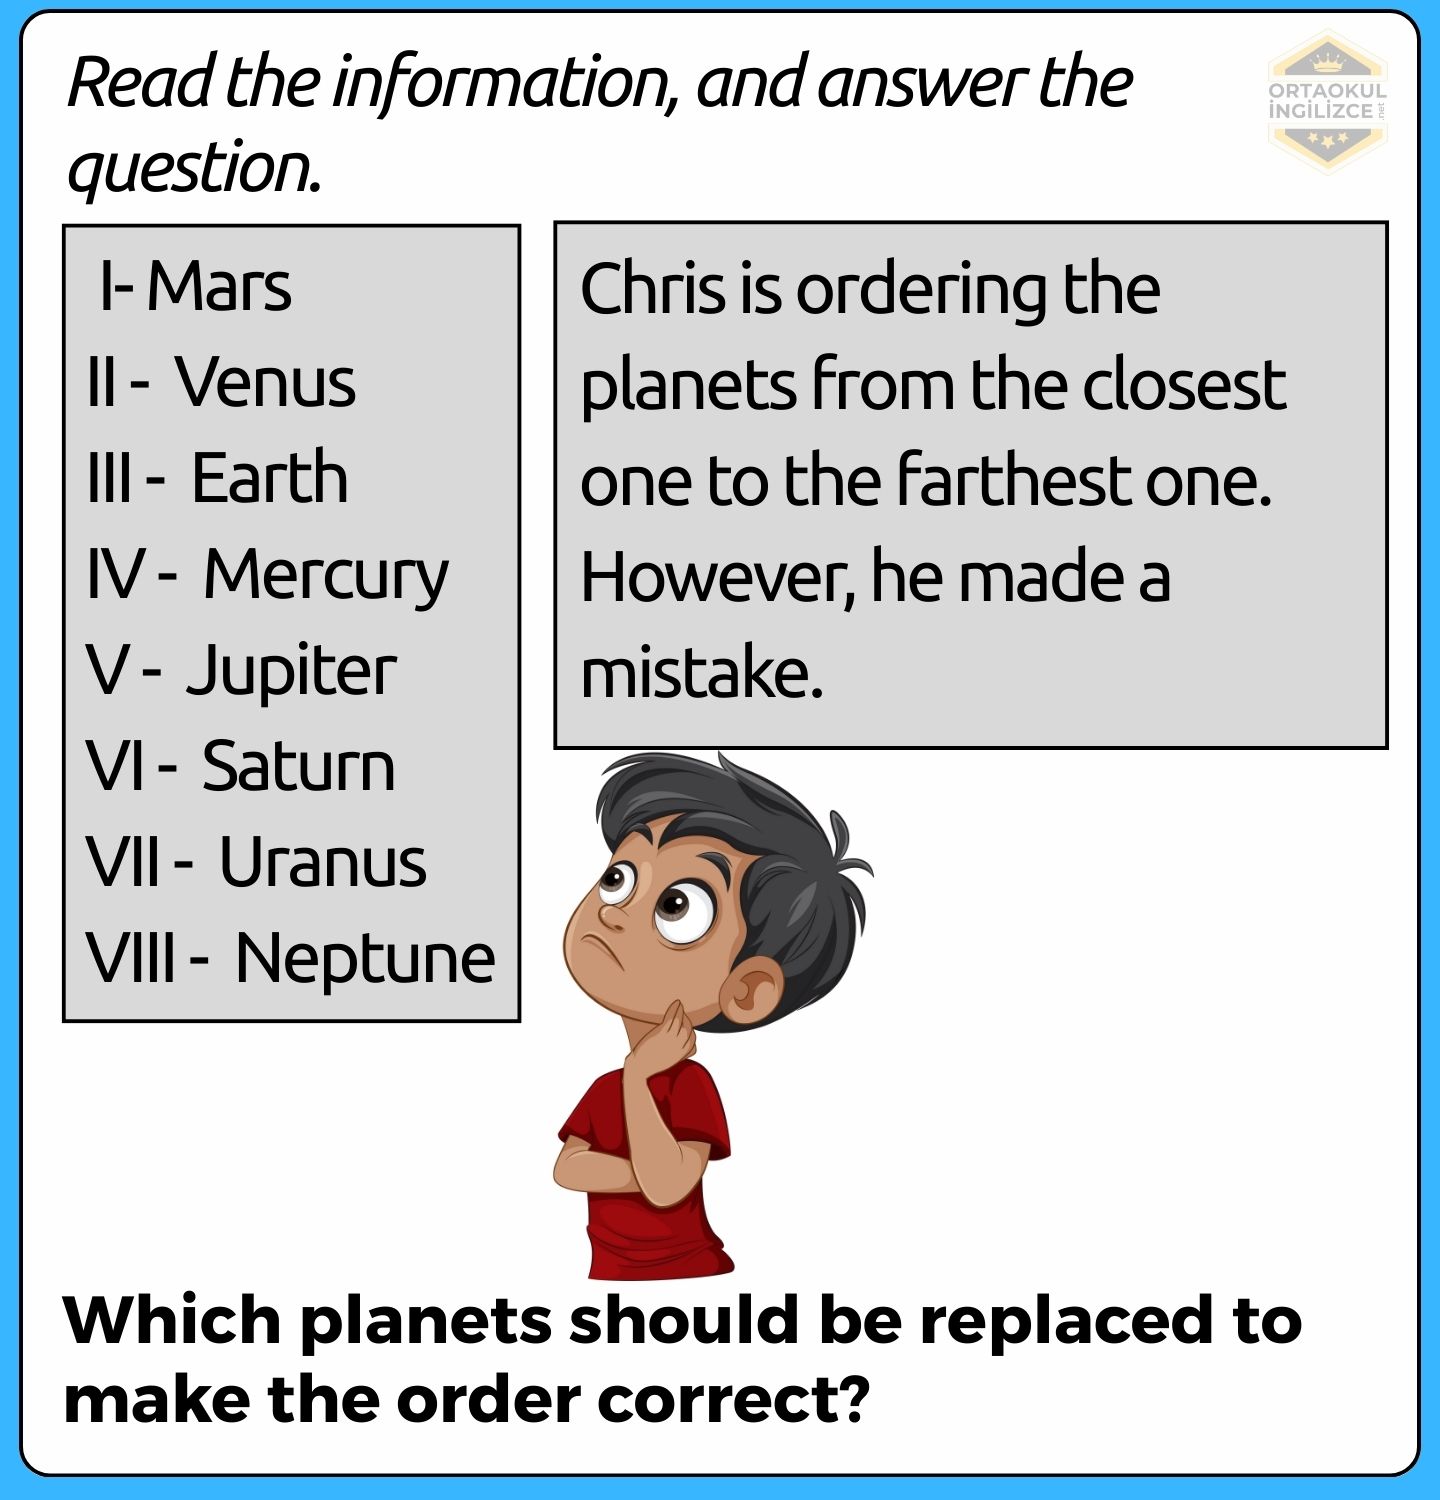 Read the information, and answer the
question.
ORTAOKUL
İNGİLİZCE
.net
I- Mars
II - Venus
III - Earth
IV - Mercury
V - Jupiter
VI - Saturn
VII - Uranus
VIII - Neptune
Chris is ordering the
planets from the closest
one to the farthest one.
However, he made a
mistake.
Which planets should be replaced to
make the order correct?